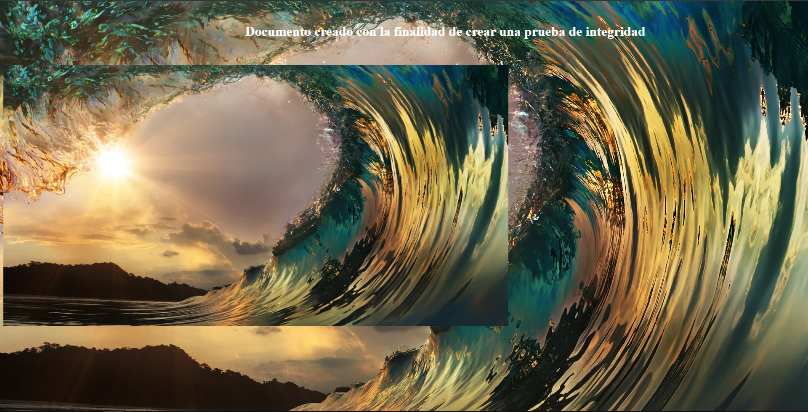 Documento creado con la finalidad de crear una prueba de integridad